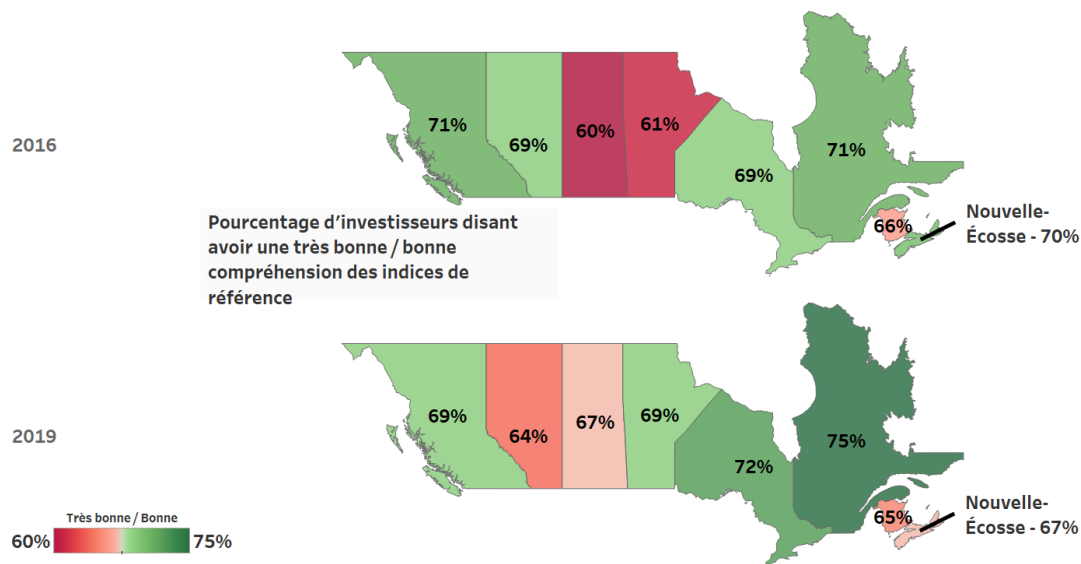 2016
71%
69%
60%
61%
69%
71%
66%
Nouvelle-
Écosse - 70%
Pourcentage d’investisseurs disant
avoir une très bonne / bonne
compréhension des indices de
référence
2019
69%
64%
67%
69%
72%
75%
65%
Nouvelle-
Écosse - 67%
Très bonne / Bonne
60% 75%